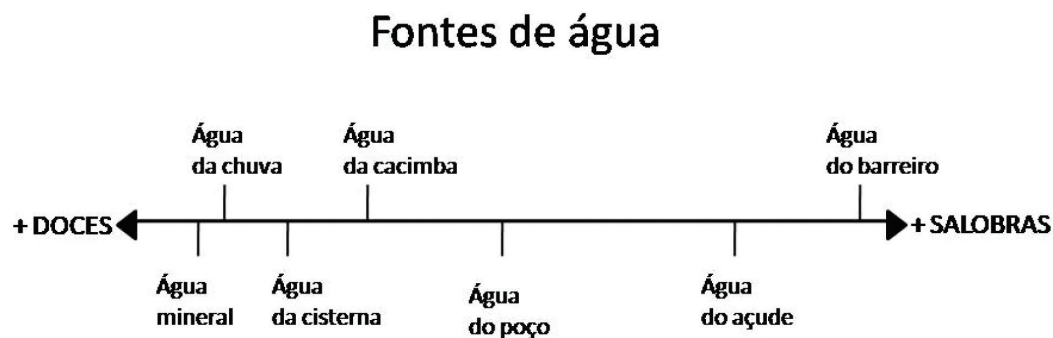 Fontes de água
Água
da chuva
Água
da cacimba
Água
do barreiro
+ DOCES
+ SALOBRAS
Água
mineral
Água
da cisterna
Água
do poço
Água
do açude